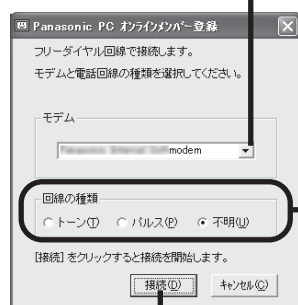 Panasonic PC オンラインメンバー登録
フリーダイヤル回線で接続します。
モデムと電話回線の種類を選択してください。
モデム
modem
回線の種類
トーン(T) パルス(P) 不明(U)
[接続] をクリックすると接続を開始します。
接続(D) キャンセル(C)